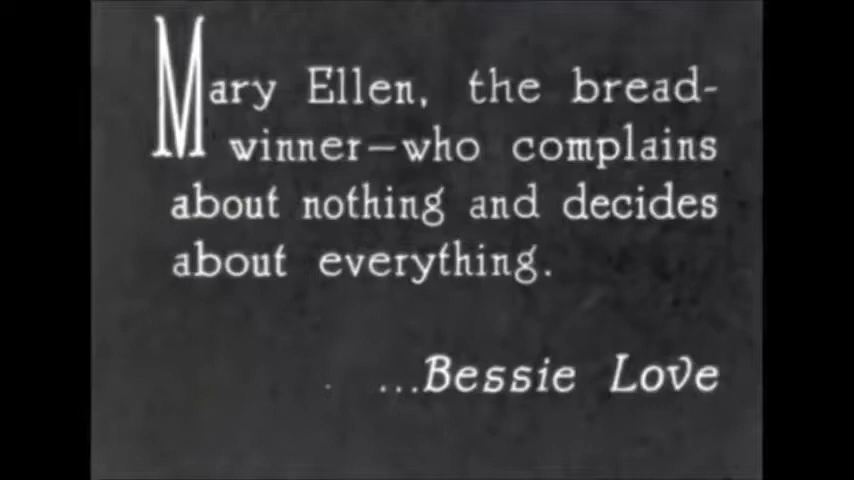 Mary Ellen, the bread-
winner—who complains
about nothing and decides
about everything.
...Bessie Love